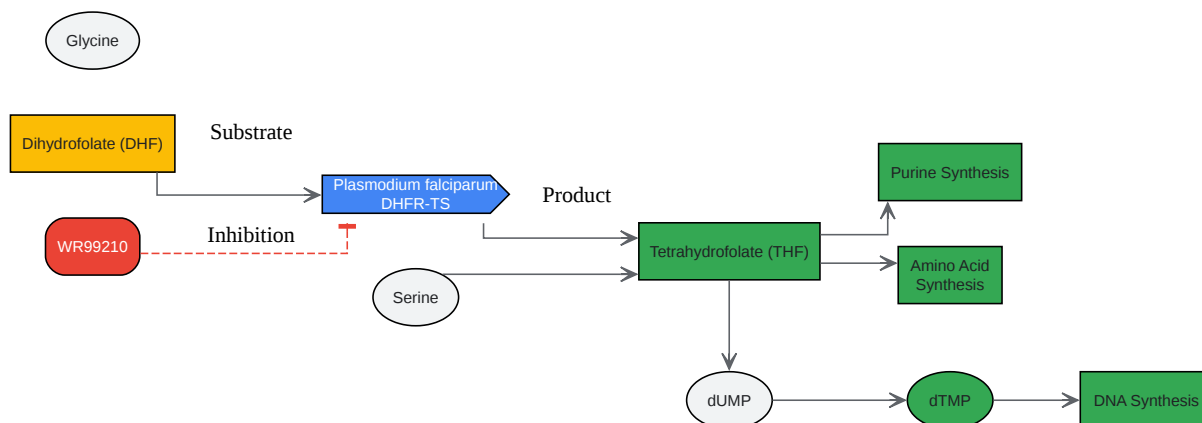 Glycine
Dihydrofolate (DHF)
Substrate
Plasmodium falciparum
DHFR-TS
Product
Purine Synthesis
WR99210
Inhibition
Tetrahydrofolate (THF)
Amino Acid
Synthesis
Serine
dUMP
dTMP
DNA Synthesis